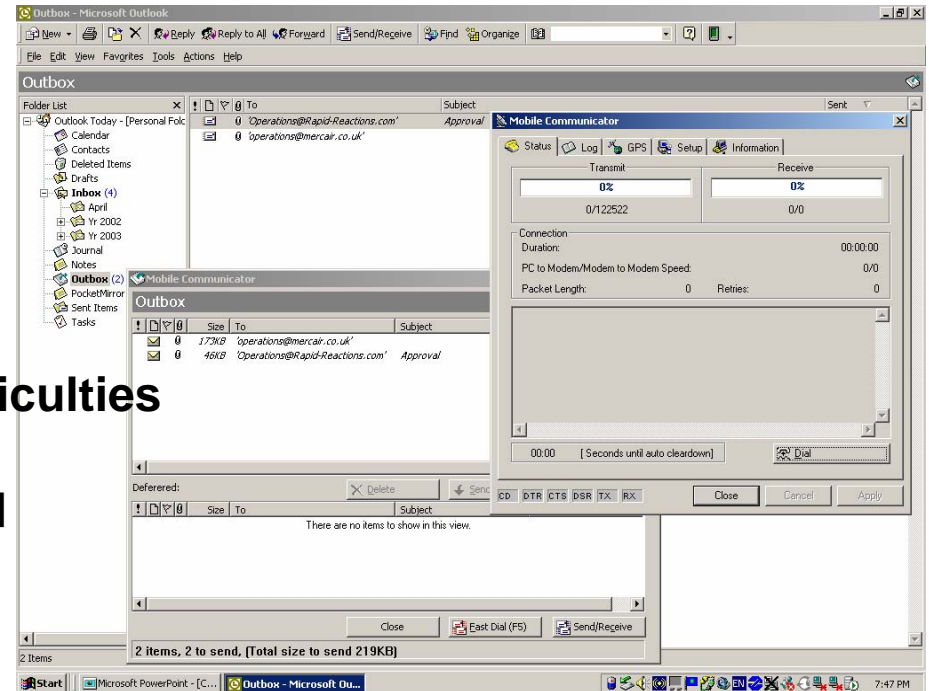 Outbox - Microsoft Outlook
New Reply Reply to All Forward Send/Receive Find Organize
File Edit View Favorites Tools Actions Help
Outbox
Folder List
Outlook Today - [Personal Folc
Calendar
Contacts
Deleted Items
Drafts
Inbox (4)
April
Yr 2002
Yr 2003
Journal
Notes
Outbox (2)
PocketMirror
Sent Items
Tasks
! To Subject Sent
'Operations@Rapid-Reactions.com' Approval
'operations@mercair.co.uk'
Mobile Communicator
Status Log GPS Setup Information
Transmit Receive
0% 0%
0/122522 0/0
Connection
Duration: 00:00:00
PC to Modem/Modem to Modem Speed: 0/0
Packet Length: 0 Retries: 0
00:00 [ Seconds until auto cleardown]
Dial
CD DTR CTS DSR TX RX
Close Cancel Apply
Mobile Communicator
Outbox
! Size To Subject
173KB 'operations@mercair.co.uk'
46KB 'Operations@Rapid-Reactions.com' Approval
iculties
Deferered:
Delete Send
! Size To Subject
There are no items to show in this view.
Close East Dial (F5) Send/Receive
2 items, 2 to send, (Total size to send 219KB)
2 Items
Start Microsoft PowerPoint - [C... Outbox - Microsoft Ou... EN 7:47 PM